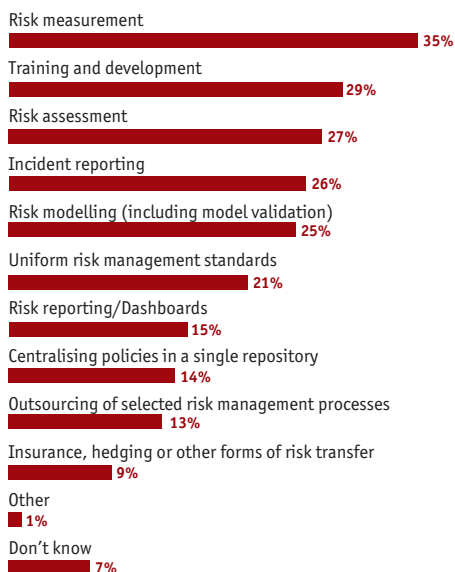 Risk measurement
35%
Training and development
29%
Risk assessment
27%
Incident reporting
26%
Risk modelling (including model validation)
25%
Uniform risk management standards
21%
Risk reporting/Dashboards
15%
Centralising policies in a single repository
14%
Outsourcing of selected risk management processes
13%
Insurance, hedging or other forms of risk transfer
9%
Other
1%
Don’t know
7%